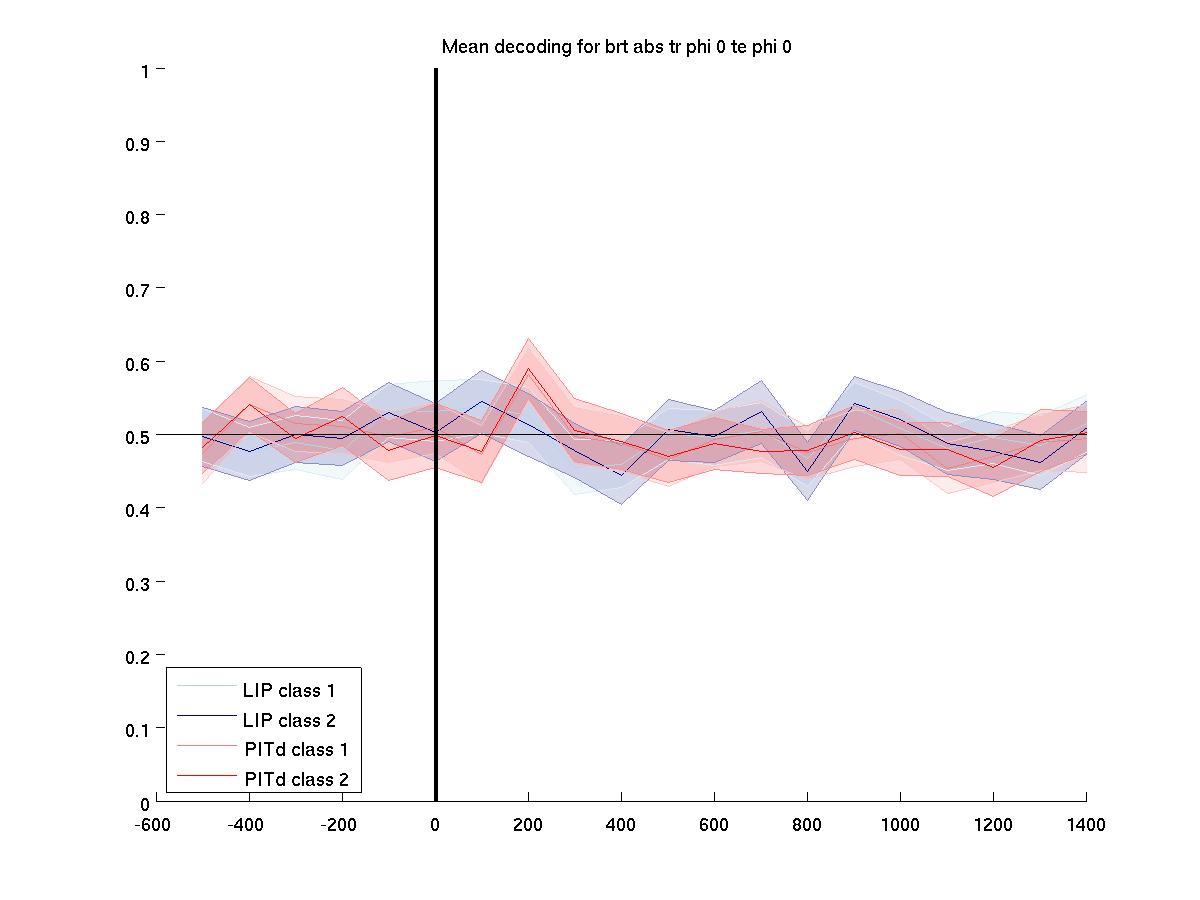 Mean decoding for brt abs tr phi 0 te phi 0
1
0.9
0.8
0.7
0.6
0.5
0.4
0.3
0.2
0.1
0
LIP class 1
LIP class 2
PITd class 1
PITd class 2
-600 -400 -200 0 200 400 600 800 1000 1200 1400